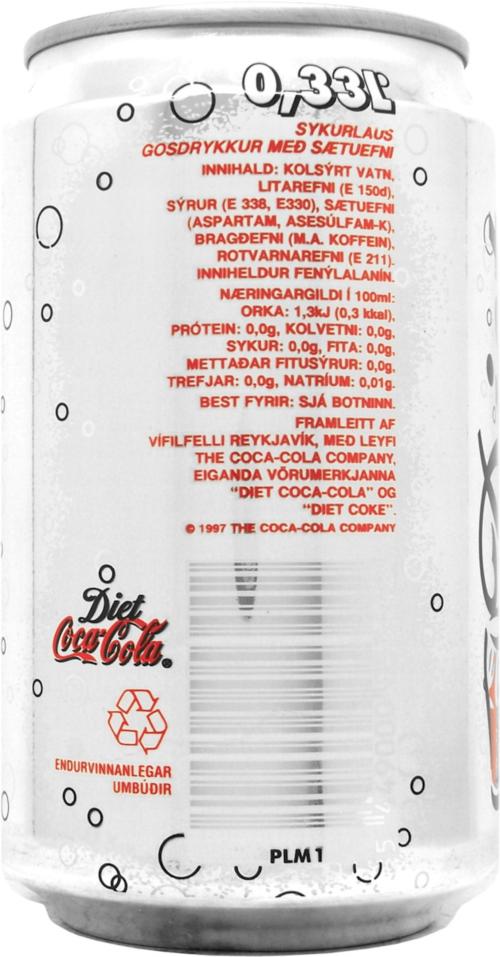 0,33L
SYKURLAUS
GOSDRYKKUR MEÐ SÆTUEFNI
INNIHALD: KOLSÝRT VATN,
LITAREFNI (E 150d),
SÝRUR (E 338, E330), SÆTUEFNI
(ASPARTAM, ASESÚLFAM-K),
BRAGÐEFNI (M.A. KOFFEIN),
ROTVARNAREFNI (E 211).
INNIHELDUR FENÝLALANÍN.
NÆRINGARGILDI Í 100ml:
ORKA: 1,3kJ (0,3 kkal),
PRÓTEIN: 0,0g, KOLVETNI: 0,0g,
SYKUR: 0,0g, FITA: 0,0g,
METTAÐAR FITUSÝRUR: 0,0g,
TREFJAR: 0,0g, NATRÍUM: 0,01g.
BEST FYRIR: SJÁ BOTNINN.
FRAMLEITT AF
VÍFILFELLI REYKJAVÍK, MEÐ LEYFI
THE COCA-COLA COMPANY,
EIGANDA VÖRUMERKJANNA
"DIET COCA-COLA" OG
"DIET COKE".
© 1997 THE COCA-COLA COMPANY
Diet
Coca-Cola®
ENDURVINNANLEGAR
UMBÚÐIR
PLM 1